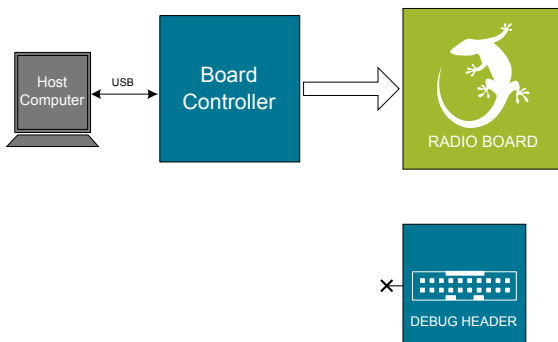 Host
Computer
USB
Board
Controller
RADIO BOARD
DEBUG HEADER